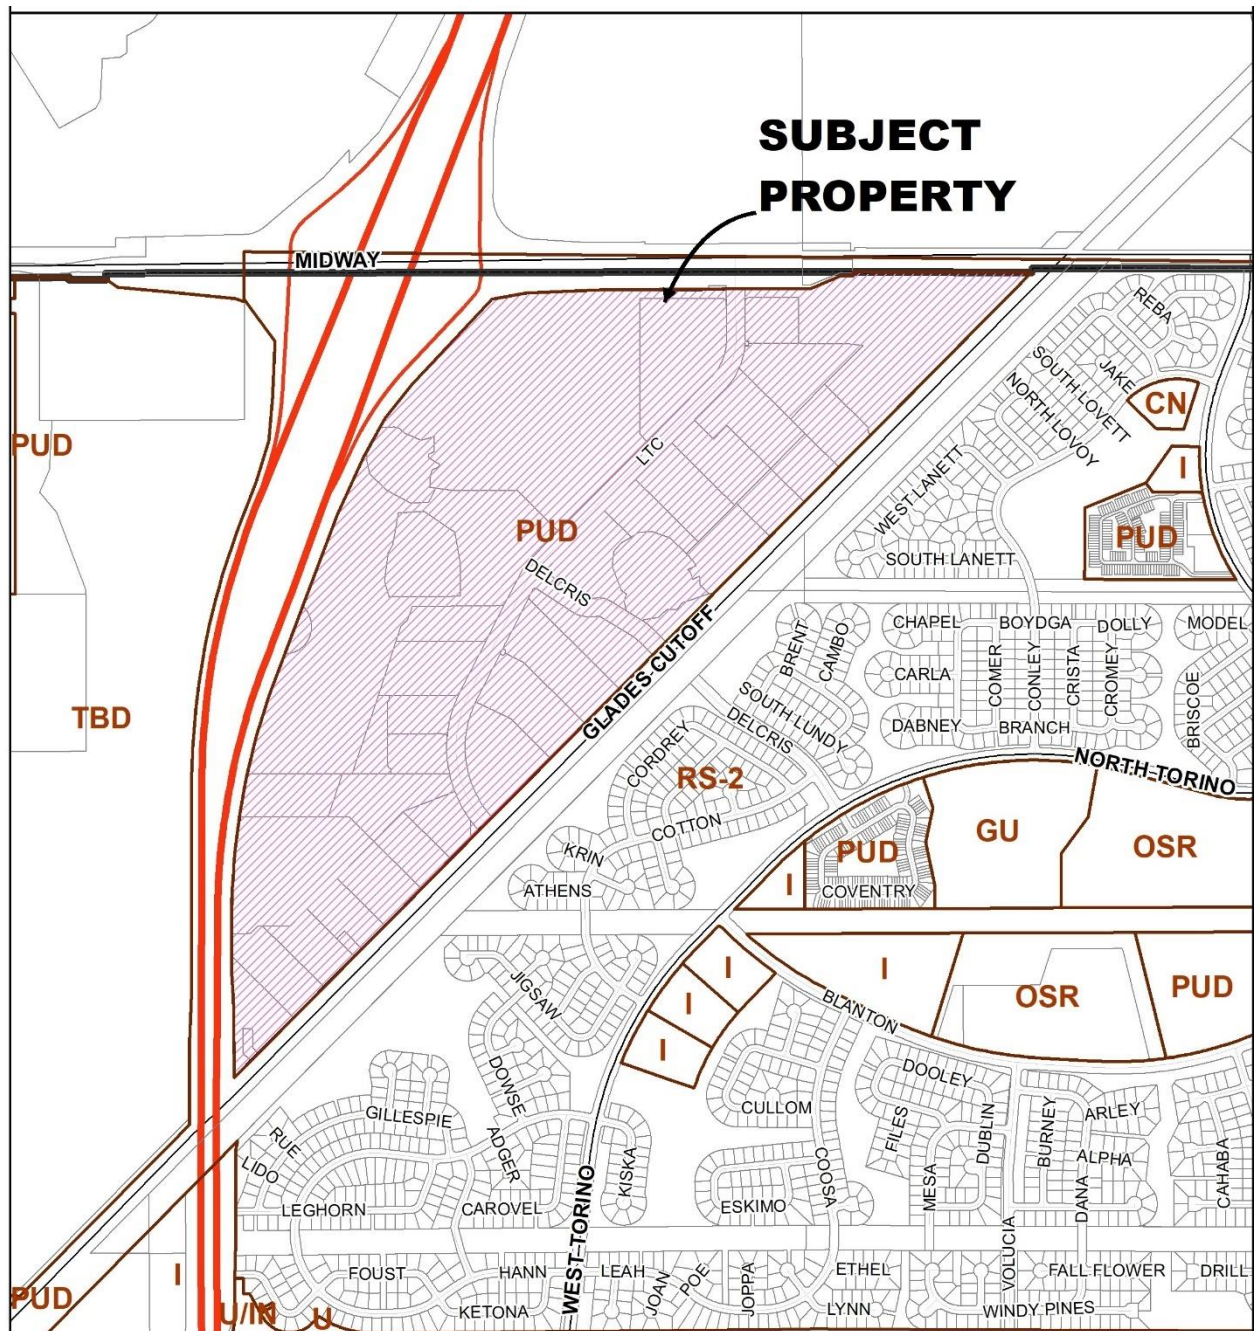 SUBJECT
PROPERTY
MIDWAY
REBA
JAKE
SOUTH LOVETT
NORTH LOVOY
CN
PUD
LTC
WEST LANETT
I
PUD
PUD
SOUTH LANETT
DELCRIS
GLADES CUTOFF
BRENT
CAMBO
CHAPEL
BOYDGA
DOLLY
MODEL
CARLA
COMER
CONLEY
CRISTA
CROMEY
BRISCOE
TBD
SOUTH LUNDY
DELCRIS
DABNEY
BRANCH
CORDREY
RS-2
NORTH TORINO
COTTON
KRIN
PUD
GU
OSR
ATHENS
I
COVENTRY
JIGSAW
I
I
OSR
PUD
I
BLANTON
I
DOWSE
DOOLEY
GILLESPIE
CULLOM
FILES
DUBLIN
BURNEY
ARLEY
RUE
ADGER
ALPHA
LIDO
KISKA
COOSA
MESA
DANA
CAHABA
LEGHORN
CAROVEL
WEST TORINO
ESKIMO
VOLUCIA
I
FOUST
HANN
LEAH
JOAN
POE
JOPPA
ETHEL
FALL FLOWER
DRILL
PUD
U/IN
U
KETONA
LYNN
WINDY PINES